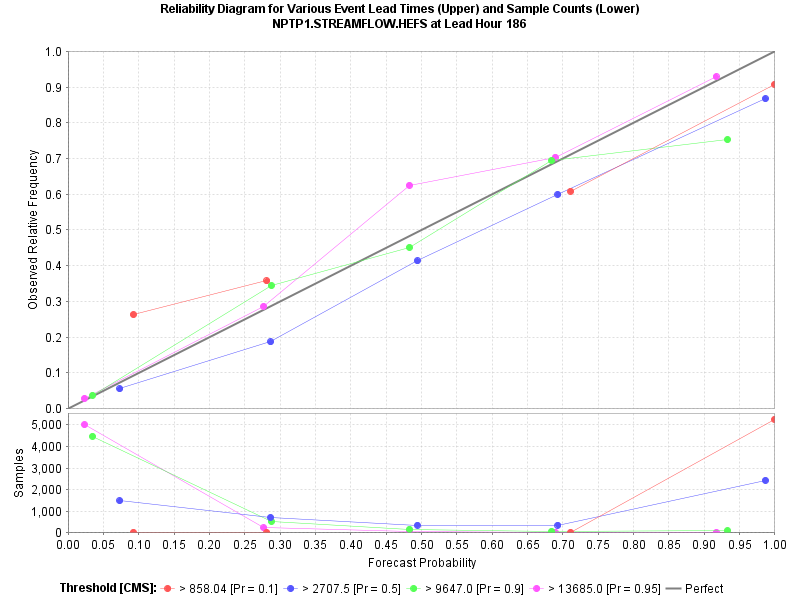 Reliability Diagram for Various Event Lead Times (Upper) and Sample Counts (Lower)
NPTP1.STREAMFLOW.HEFS at Lead Hour 186
Observed Relative Frequency
1.0
0.9
0.8
0.7
0.6
0.5
0.4
0.3
0.2
0.1
0.0
Samples
5,000
4,000
3,000
2,000
1,000
0
0.00 0.05 0.10 0.15 0.20 0.25 0.30 0.35 0.40 0.45 0.50 0.55 0.60 0.65 0.70 0.75 0.80 0.85 0.90 0.95 1.00
Forecast Probability
Threshold [CMS]: > 858.04 [Pr = 0.1] > 2707.5 [Pr = 0.5] > 9647.0 [Pr = 0.9] > 13685.0 [Pr = 0.95] Perfect